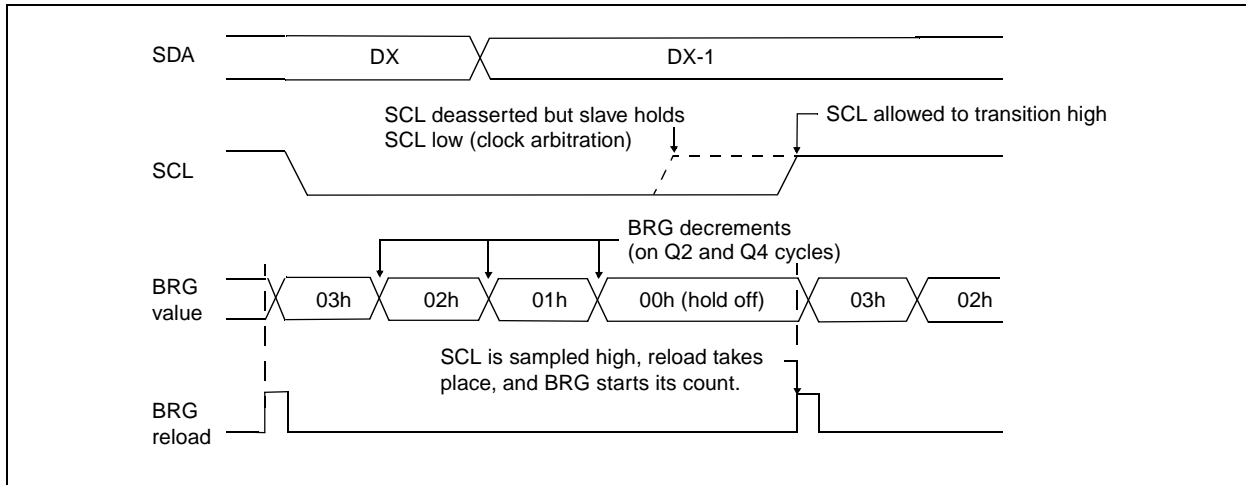 SDA
DX
DX-1
SCL deasserted but slave holds
SCL low (clock arbitration)
SCL allowed to transition high
SCL
BRG decrements
(on Q2 and Q4 cycles)
BRG
value
03h
02h
01h
00h (hold off)
03h
02h
SCL is sampled high, reload takes
place, and BRG starts its count.
BRG
reload